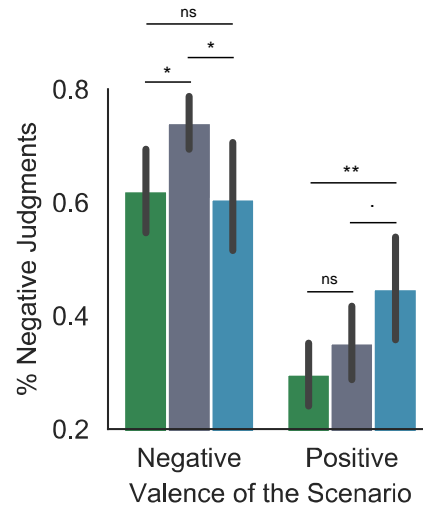 ns
* *
0.8
**
.
ns
0.6
0.4
0.2
% Negative Judgments
Negative Positive
Valence of the Scenario